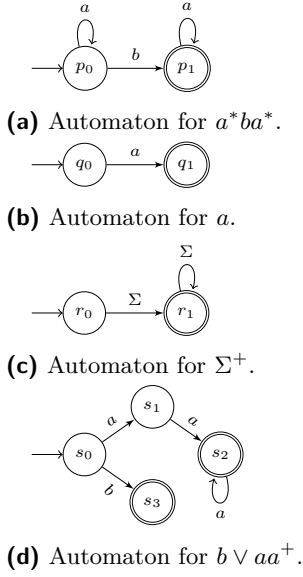 a a
p₀ b p₁
(a) Automaton for a*ba*.
q₀ a q₁
(b) Automaton for a.
Σ
r₀ Σ r₁
(c) Automaton for Σ⁺.
s₁
a a
s₀ s₂
b s₃ a
(d) Automaton for b ∨ aa⁺.